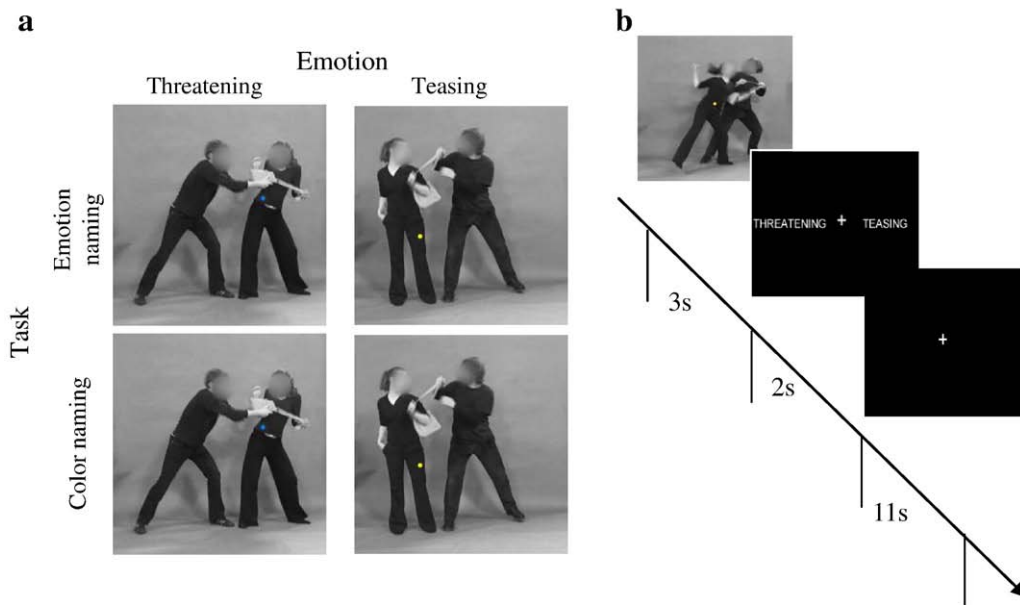 a
Emotion
Threatening
Teasing
Emotion
naming
Task
Color naming
b
THREATENING + TEASING
+
3s
2s
11s